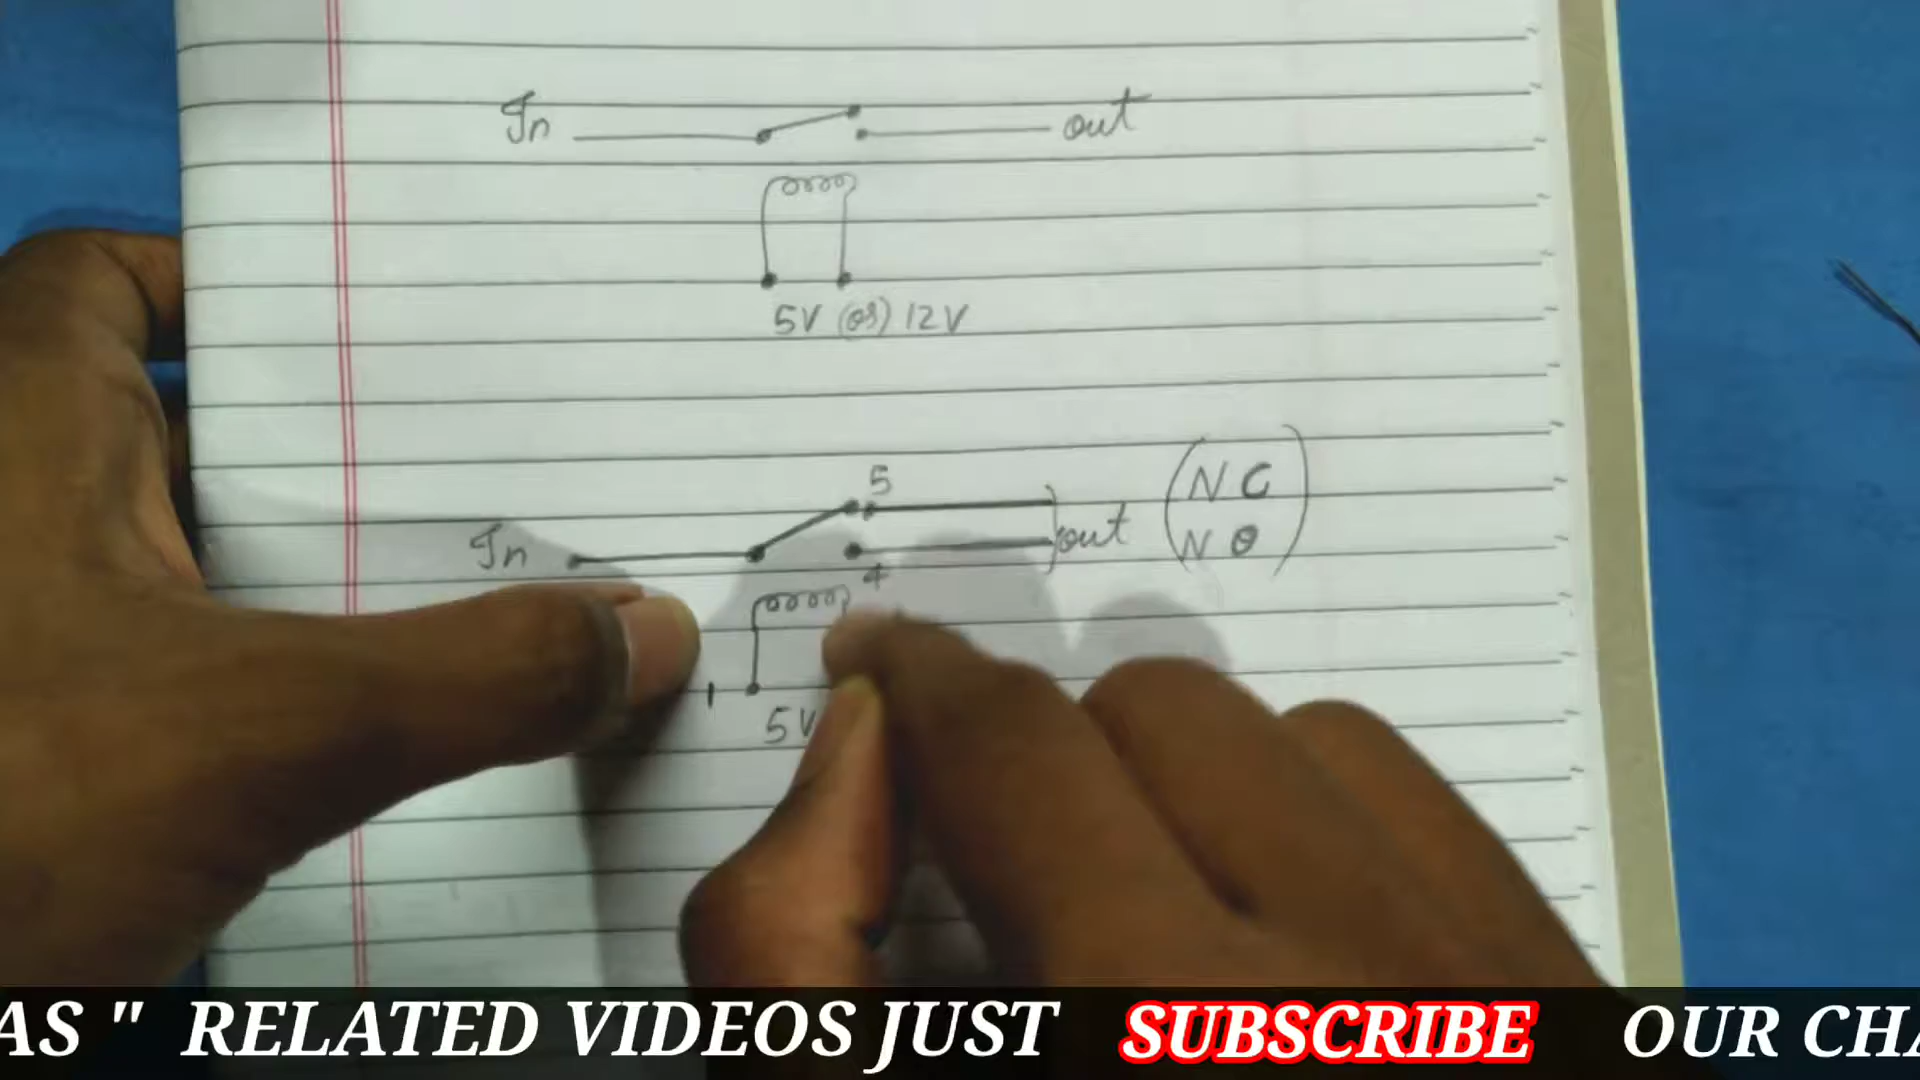 In out
5V (or) 12V
5
NC
In out
NO
4
1
5V
AS " RELATED VIDEOS JUST SUBSCRIBE OUR CHA